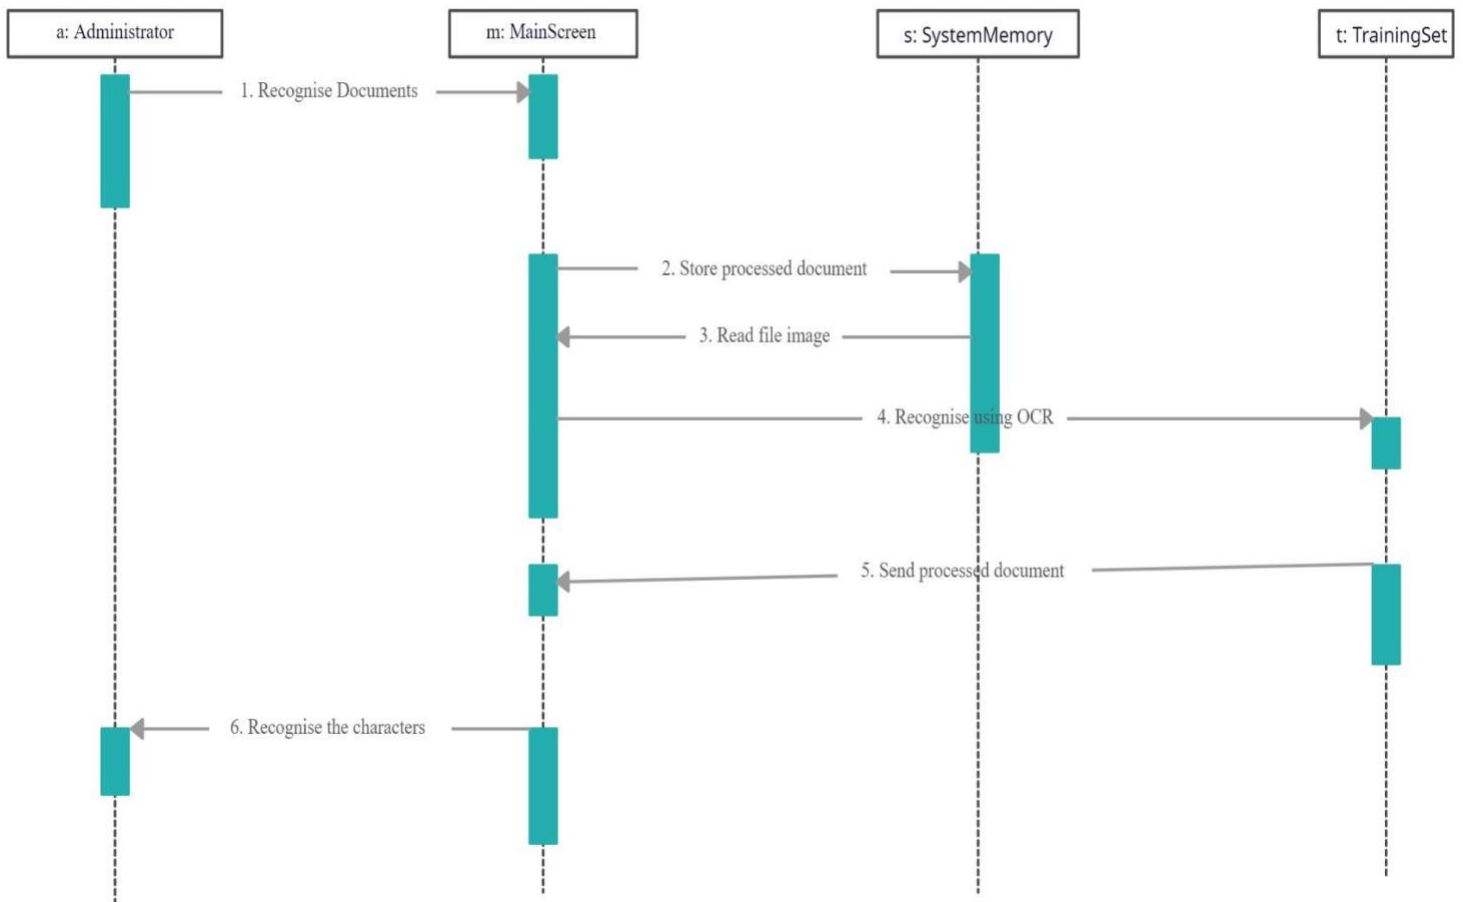 a: Administrator
m: MainScreen
s: SystemMemory
t: TrainingSet
1. Recognise Documents
2. Store processed document
3. Read file image
4. Recognise using OCR
5. Send processed document
6. Recognise the characters